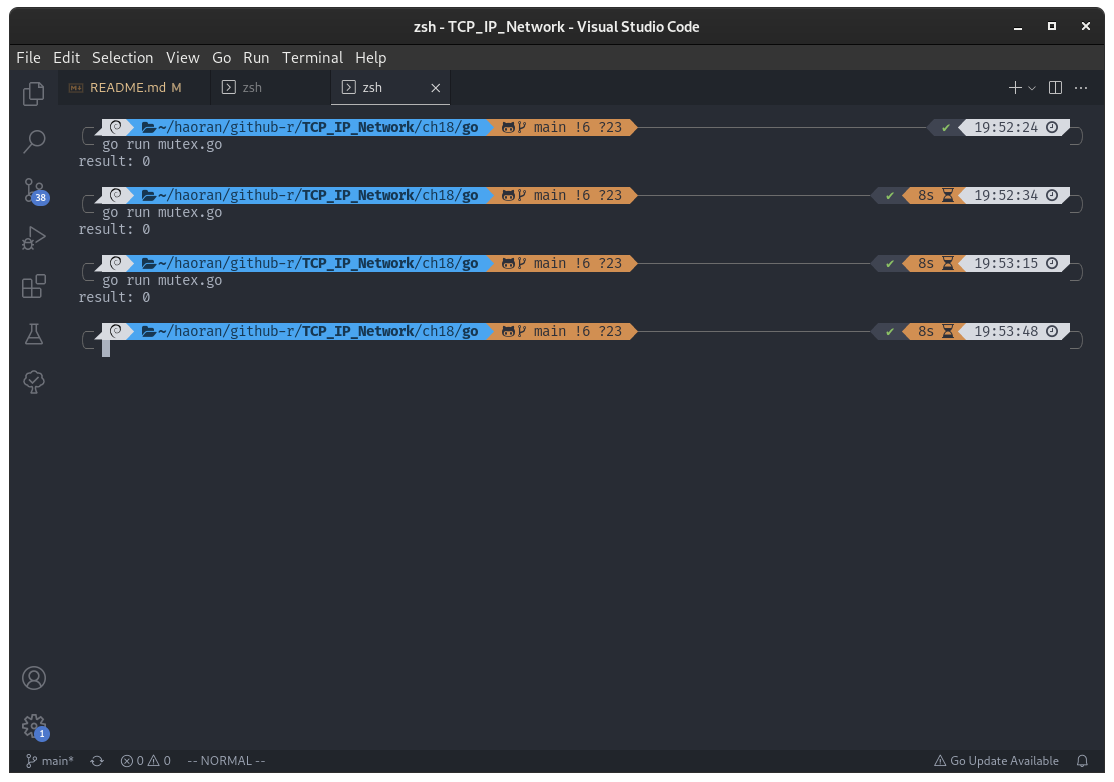 zsh - TCP_IP_Network - Visual Studio Code
File Edit Selection View Go Run Terminal Help
README.md M zsh zsh
~/haoran/github-r/TCP_IP_Network/ch18/go main !6 ?23 ✔ 19:52:24
go run mutex.go
result: 0
~/haoran/github-r/TCP_IP_Network/ch18/go main !6 ?23 ✔ 8s 19:52:34
go run mutex.go
result: 0
~/haoran/github-r/TCP_IP_Network/ch18/go main !6 ?23 ✔ 8s 19:53:15
go run mutex.go
result: 0
~/haoran/github-r/TCP_IP_Network/ch18/go main !6 ?23 ✔ 8s 19:53:48
38
1
main* 0 0 -- NORMAL -- Go Update Available